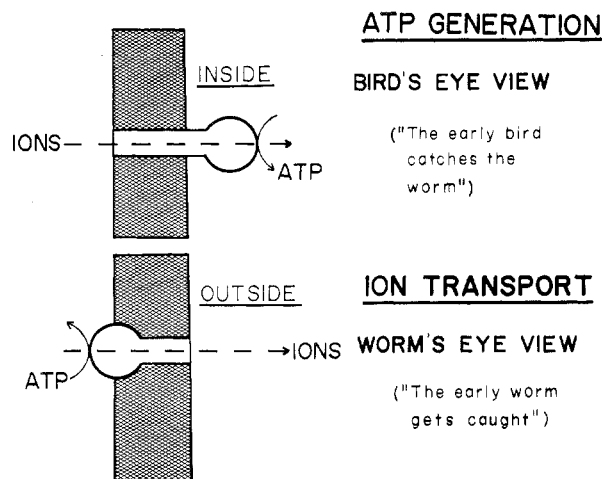 ATP GENERATION
INSIDE
BIRD'S EYE VIEW
IONS
("The early bird
catches the
worm")
ATP
OUTSIDE
ION TRANSPORT
IONS
WORM'S EYE VIEW
ATP
("The early worm
gets caught")